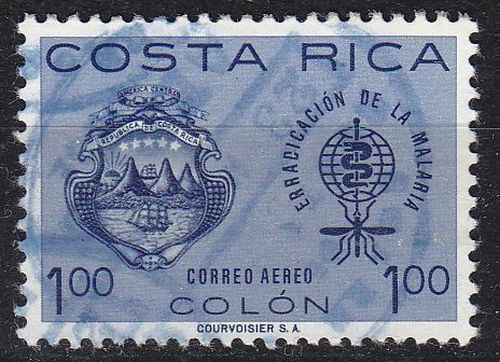 COSTA RICA
AMERICA CENTRAL
REPUBLICA DE COSTA RICA
ERRADICACIÓN DE LA MALARIA
1.00
CORREO AEREO
1.00
COLÓN
COURVOISIER S. A.